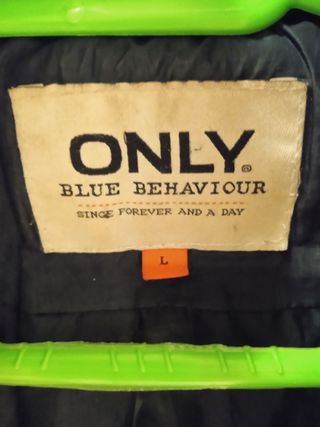 ONLY®
BLUE BEHAVIOUR
SINCE FOREVER AND A DAY
L